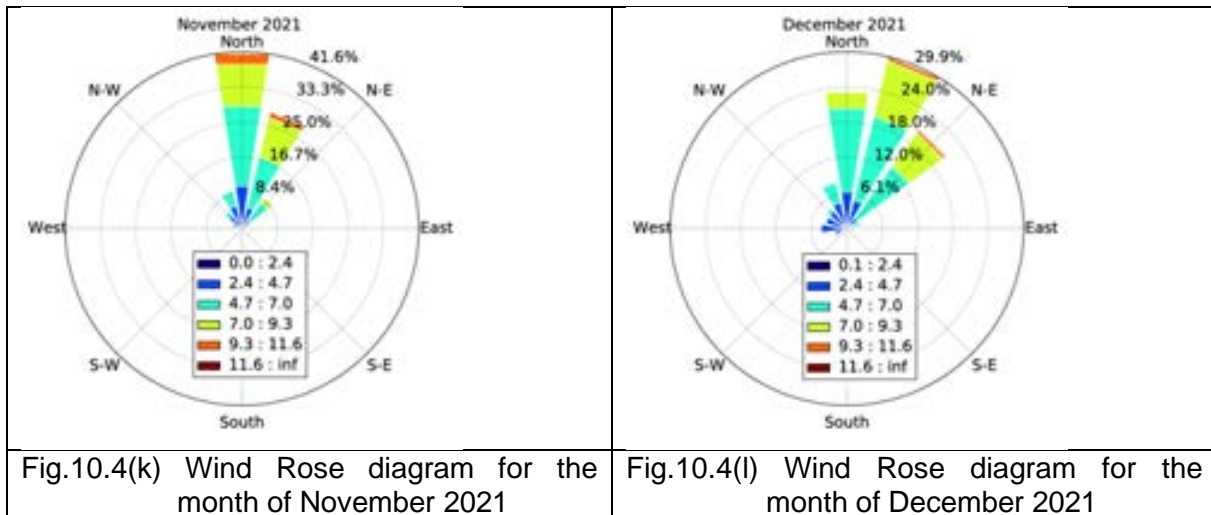 November 2021
North
41.6%
33.3%
25.0%
16.7%
8.4%
N-W
N-E
West
East
S-W
S-E
South
0.0 : 2.4
2.4 : 4.7
4.7 : 7.0
7.0 : 9.3
9.3 : 11.6
11.6 : inf
Fig.10.4(k) Wind Rose diagram for the
month of November 2021
December 2021
North
29.9%
24.0%
18.0%
12.0%
6.1%
N-W
N-E
West
East
S-W
S-E
South
0.1 : 2.4
2.4 : 4.7
4.7 : 7.0
7.0 : 9.3
9.3 : 11.6
11.6 : inf
Fig.10.4(l) Wind Rose diagram for the
month of December 2021